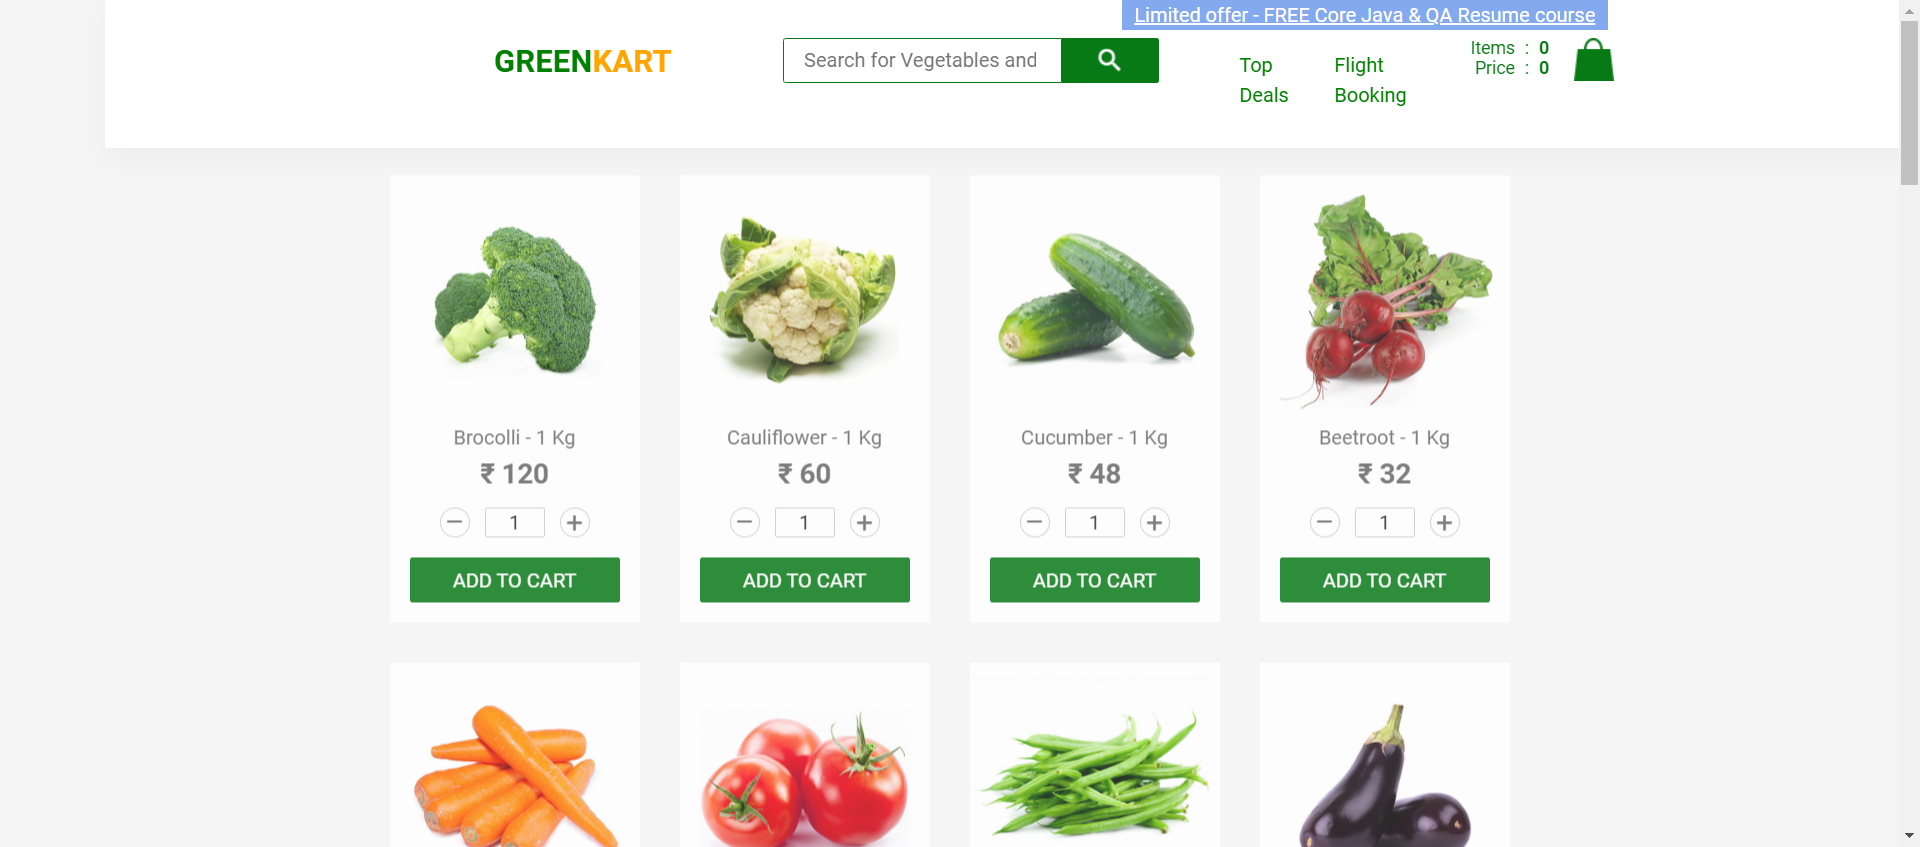 Limited offer - FREE Core Java & QA Resume course
GREENKART
Search for Vegetables and
Top Deals
Flight Booking
Items : 0
Price : 0
Brocolli - 1 Kg
₹ 120
1
ADD TO CART
Cauliflower - 1 Kg
₹ 60
1
ADD TO CART
Cucumber - 1 Kg
₹ 48
1
ADD TO CART
Beetroot - 1 Kg
₹ 32
1
ADD TO CART